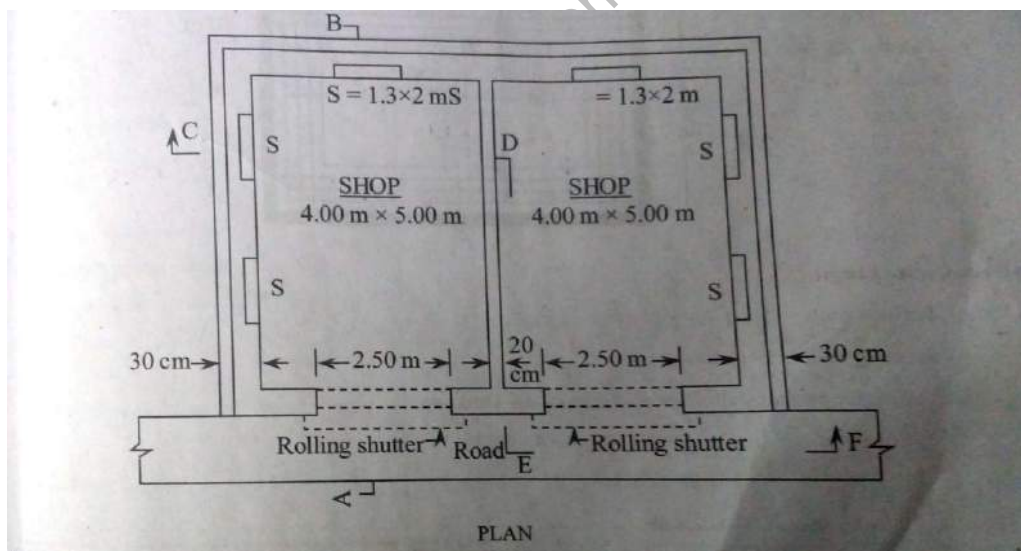 B
S = 1.3×2 mS = 1.3×2 m
C
S
D
S
SHOP
4.00 m × 5.00 m
SHOP
4.00 m × 5.00 m
S
S
30 cm
2.50 m
20
cm
2.50 m
30 cm
Rolling shutter
Road
E
Rolling shutter
F
A
PLAN